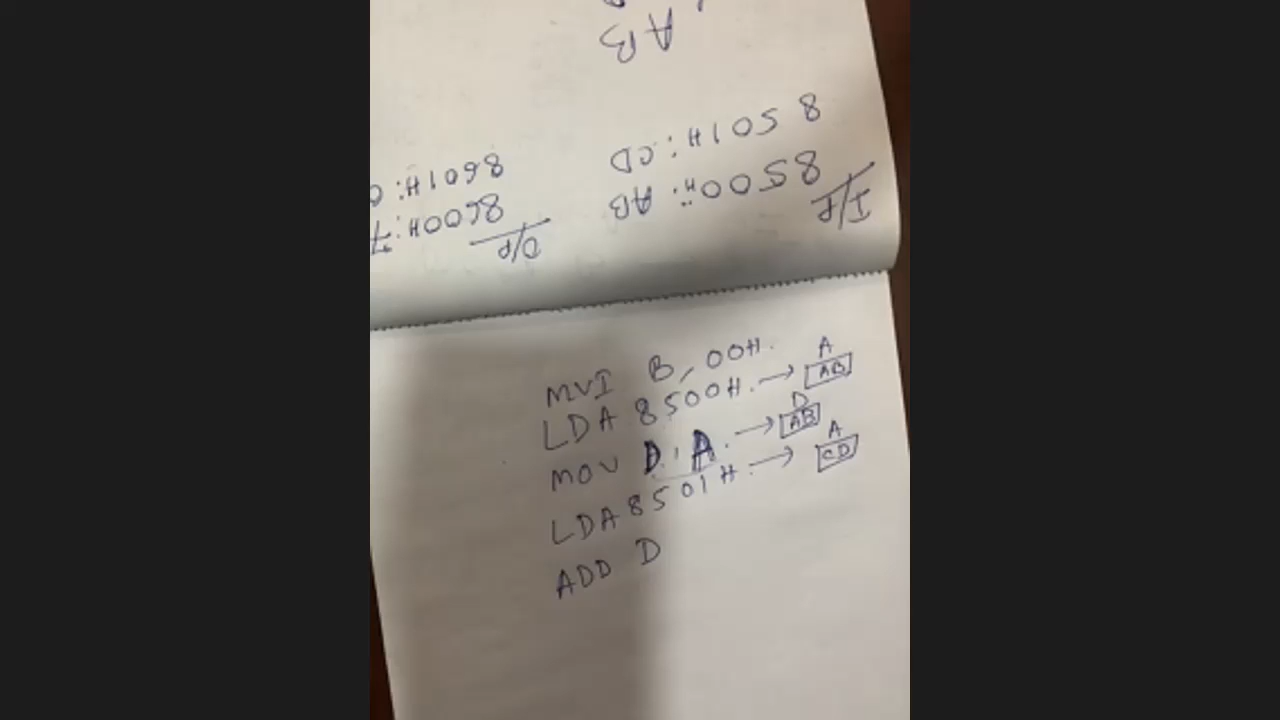 MVI B, 00H.
LDA 8500H. → A AB
MOV D, A. → D AB
LDA 8501H. → A CD
ADD D
I/P
8500H: AB
8501H: CD
AB
O/P
8600H: 7
8601H: